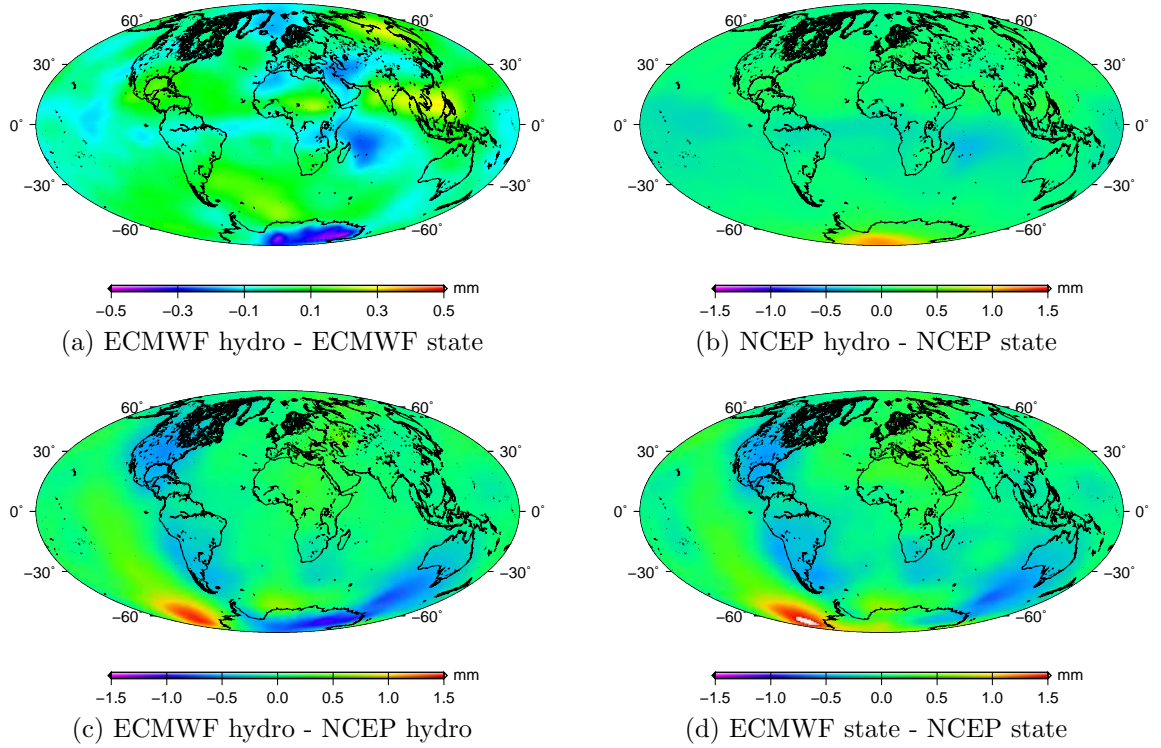 60° 60°
30° 30° 30° 30°
0° 0° 0° 0°
−30° −30° −30° −30°
−60° −60° −60° −60°
mm mm
−0.5 −0.3 −0.1 0.1 0.3 0.5 −1.5 −1.0 −0.5 0.0 0.5 1.0 1.5
(a) ECMWF hydro - ECMWF state (b) NCEP hydro - NCEP state
60° 60° 60° 60°
30° 30° 30° 30°
0° 0° 0° 0°
−30° −30° −30° −30°
−60° −60° −60° −60°
mm mm
−1.5 −1.0 −0.5 0.0 0.5 1.0 1.5 −1.5 −1.0 −0.5 0.0 0.5 1.0 1.5
(c) ECMWF hydro - NCEP hydro (d) ECMWF state - NCEP state